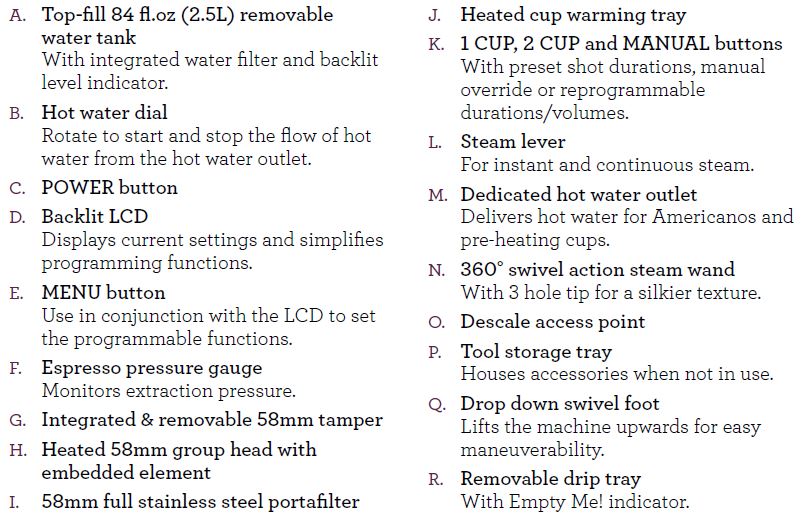 A. Top-fill 84 fl.oz (2.5L) removable
water tank
With integrated water filter and backlit
level indicator.
B. Hot water dial
Rotate to start and stop the flow of hot
water from the hot water outlet.
C. POWER button
D. Backlit LCD
Displays current settings and simplifies
programming functions.
E. MENU button
Use in conjunction with the LCD to set
the programmable functions.
F. Espresso pressure gauge
Monitors extraction pressure.
G. Integrated & removable 58mm tamper
H. Heated 58mm group head with
embedded element
I. 58mm full stainless steel portafilter
J. Heated cup warming tray
K. 1 CUP, 2 CUP and MANUAL buttons
With preset shot durations, manual
override or reprogrammable
durations/volumes.
L. Steam lever
For instant and continuous steam.
M. Dedicated hot water outlet
Delivers hot water for Americanos and
pre-heating cups.
N. 360° swivel action steam wand
With 3 hole tip for a silkier texture.
O. Descale access point
P. Tool storage tray
Houses accessories when not in use.
Q. Drop down swivel foot
Lifts the machine upwards for easy
maneuverability.
R. Removable drip tray
With Empty Me! indicator.